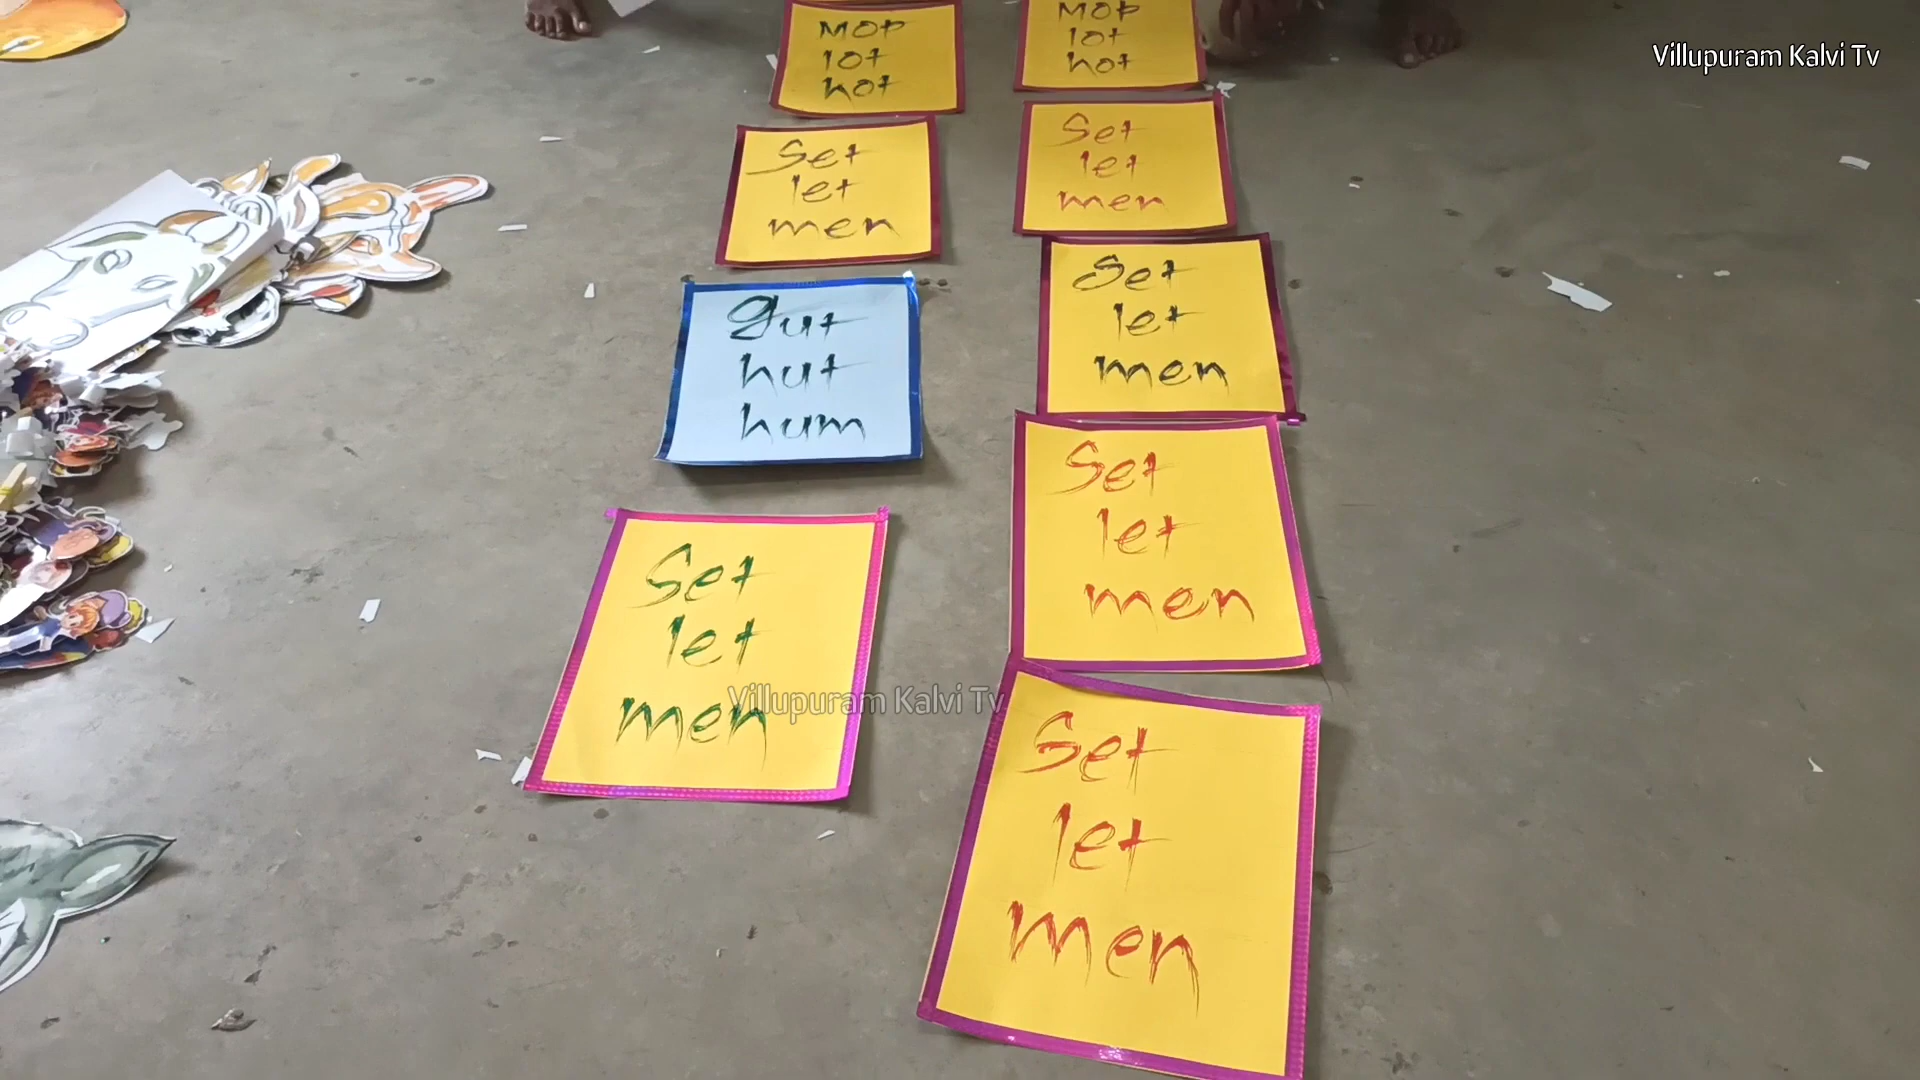 Villupuram Kalvi Tv
MOP
lot
hot
MOP
lot
hot
Set
let
men
Set
let
men
gut
hut
hum
Set
let
men
Set
let
men
Set
let
men
Villupuram Kalvi Tv
Set
let
men